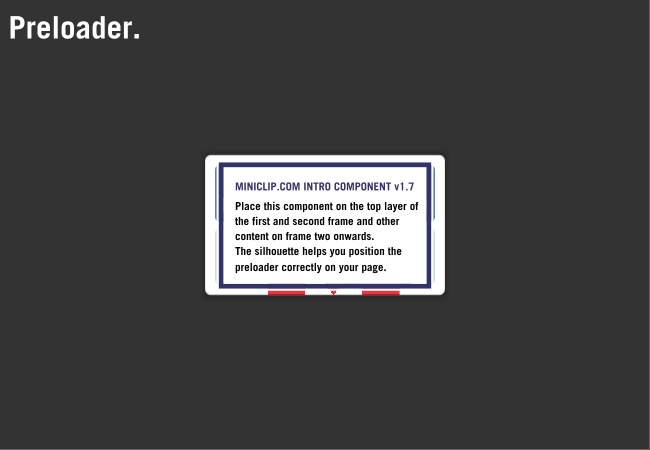 Preloader.
MINICLIP.COM INTRO COMPONENT v1.7
Place this component on the top layer of
the first and second frame and other
content on frame two onwards.
The silhouette helps you position the
preloader correctly on your page.